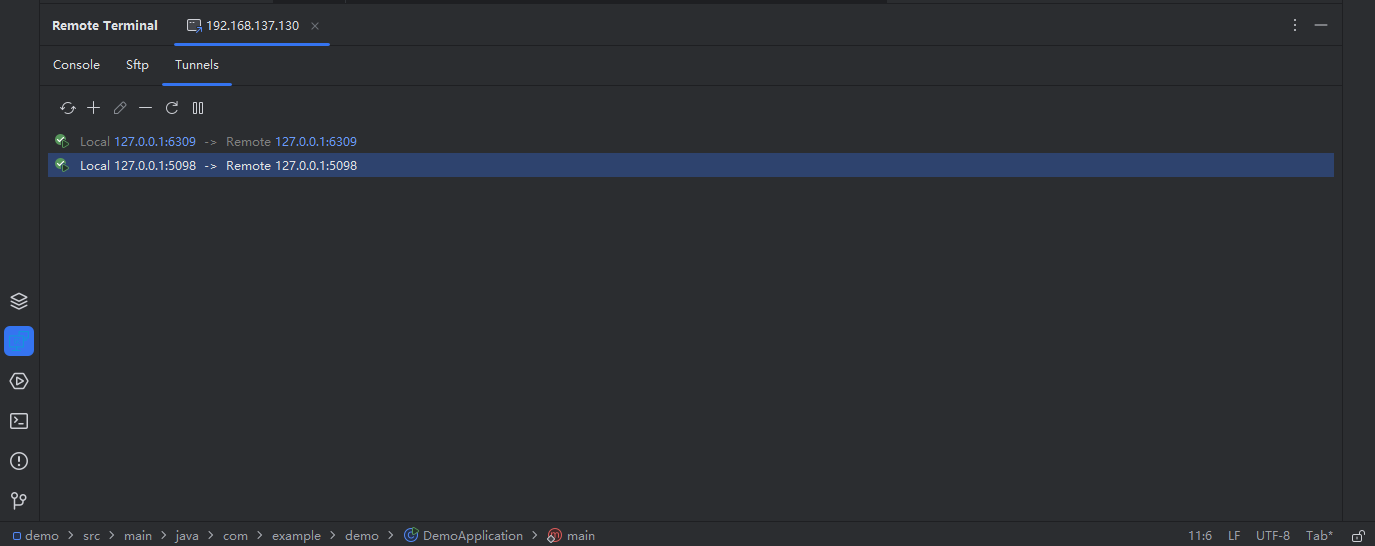 Remote Terminal 192.168.137.130
Console Sftp Tunnels
Local 127.0.0.1:6309 -> Remote 127.0.0.1:6309
Local 127.0.0.1:5098 -> Remote 127.0.0.1:5098
demo > src > main > java > com > example > demo > DemoApplication > main 11:6 LF UTF-8 Tab*